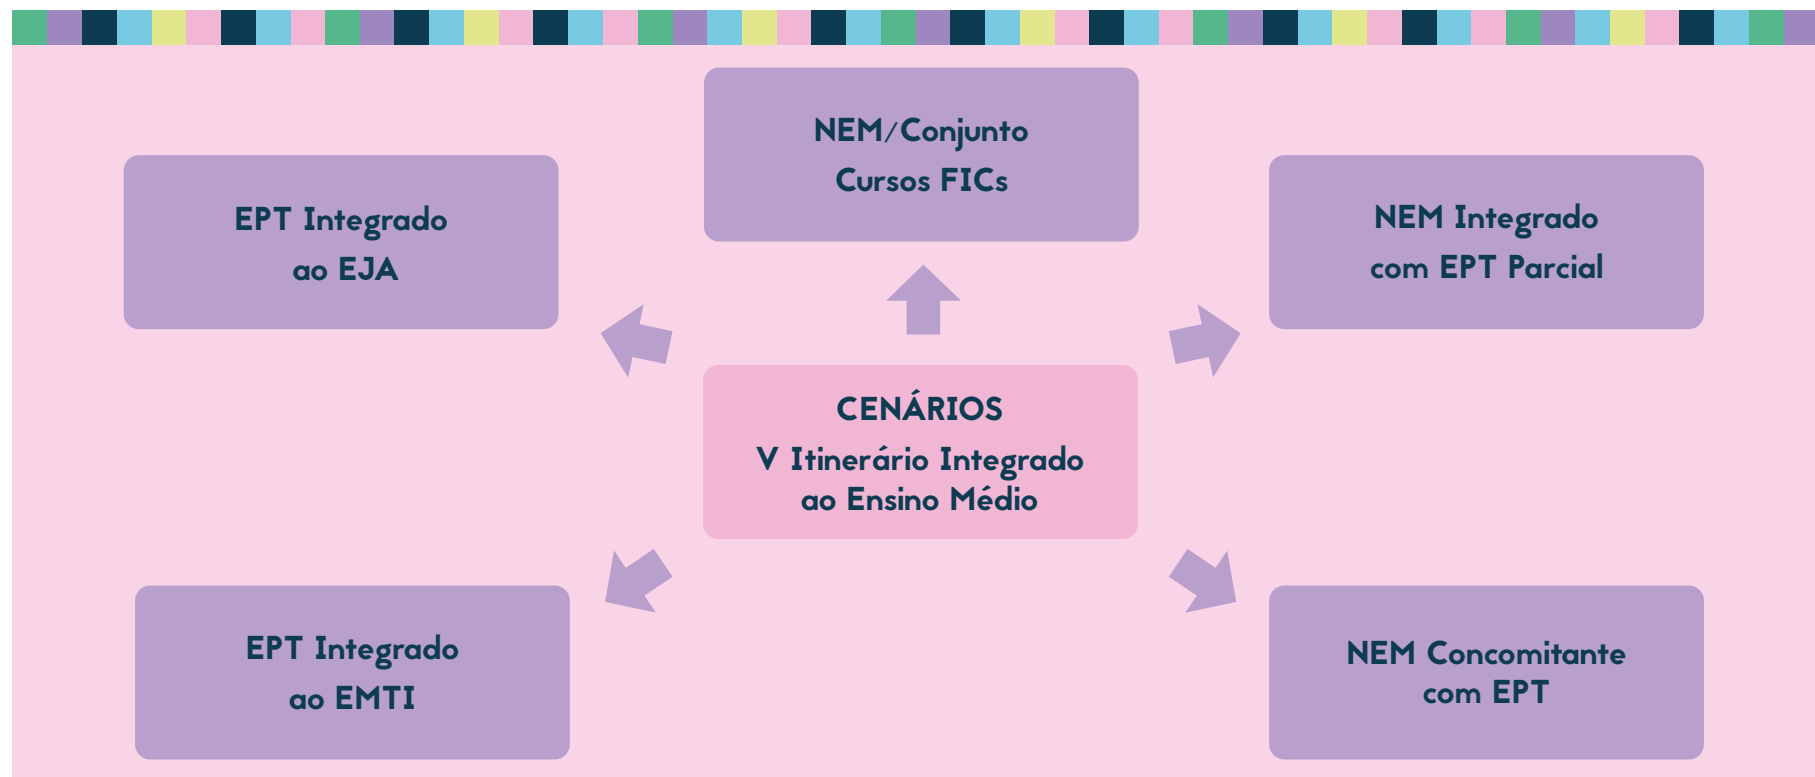 NEM/Conjunto
Cursos FICs
EPT Integrado
ao EJA
NEM Integrado
com EPT Parcial
CENÁRIOS
V Itinerário Integrado
ao Ensino Médio
EPT Integrado
ao EMTI
NEM Concomitante
com EPT